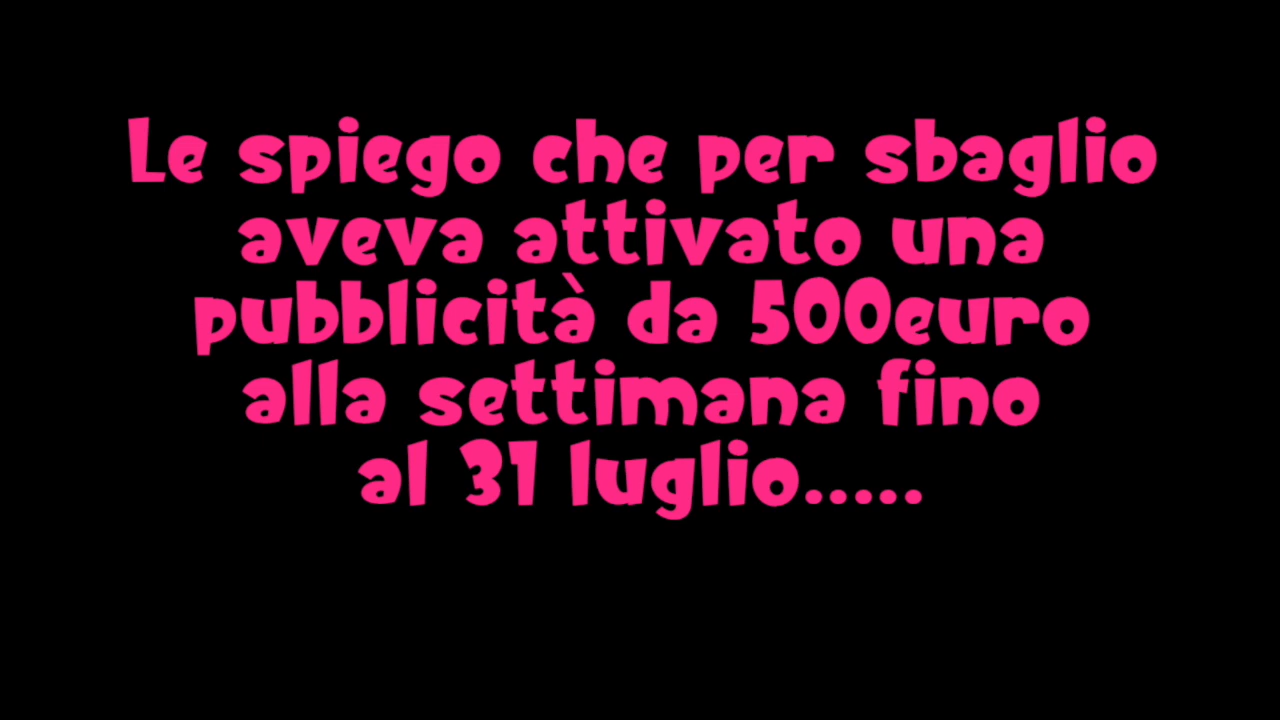 Le spiego che per sbaglio
aveva attivato una
pubblicità da 500euro
alla settimana fino
al 31 luglio.....